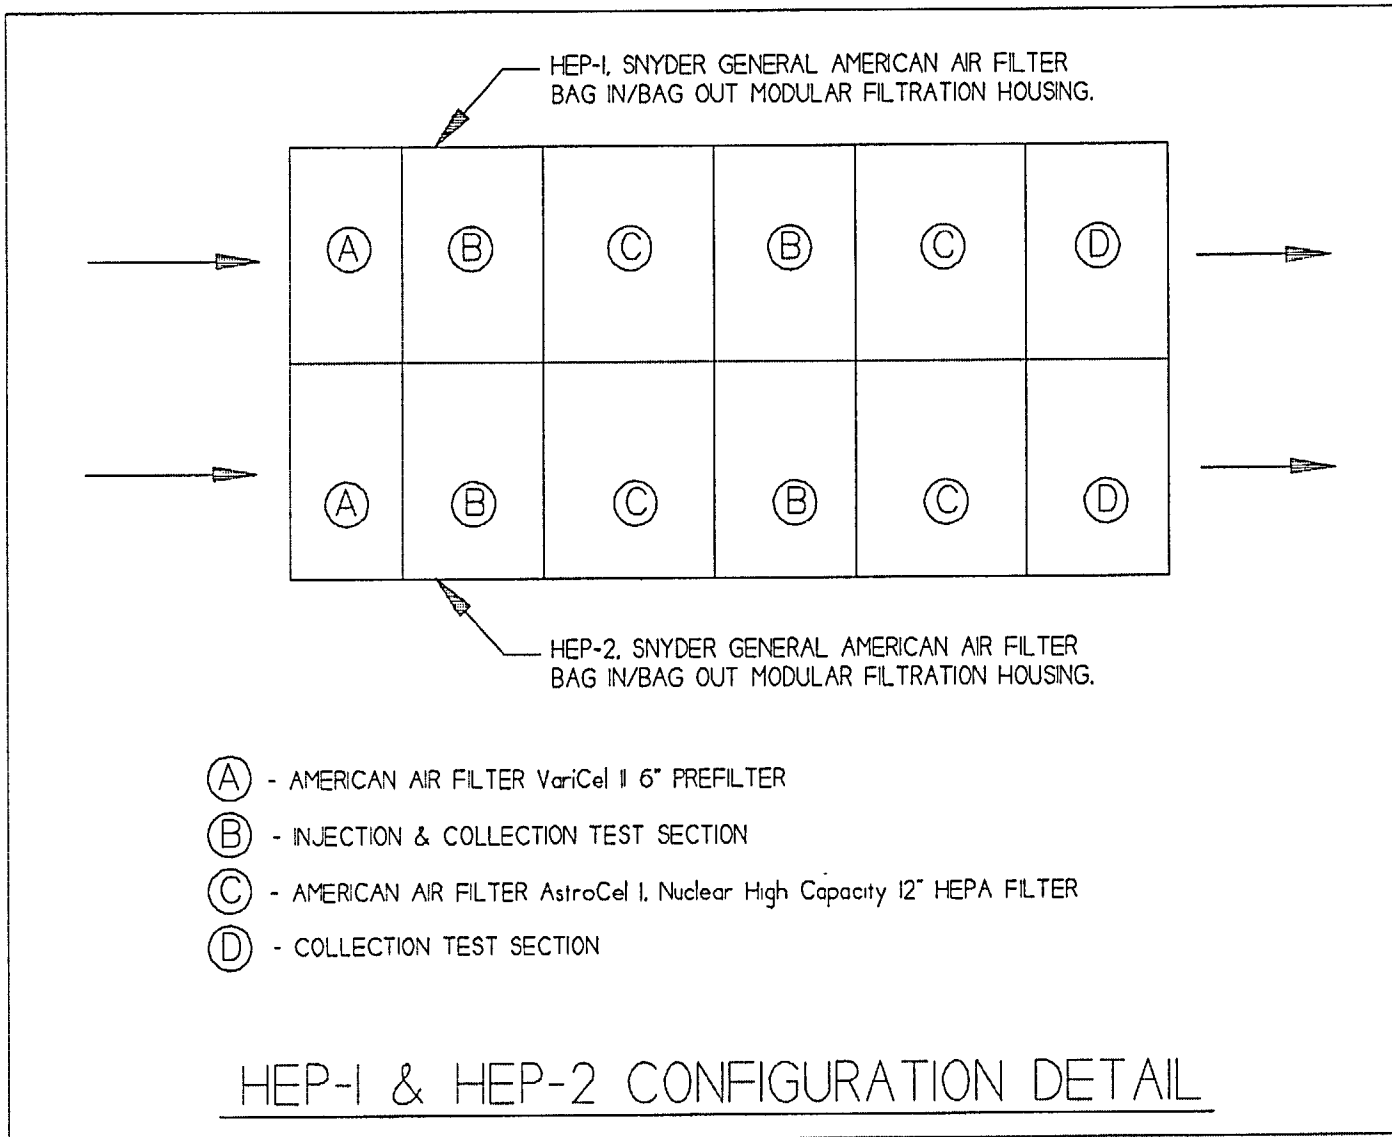 HEP-1, SNYDER GENERAL AMERICAN AIR FILTER
BAG IN/BAG OUT MODULAR FILTRATION HOUSING.
A B C B C D
A B C B C D
HEP-2, SNYDER GENERAL AMERICAN AIR FILTER
BAG IN/BAG OUT MODULAR FILTRATION HOUSING.
A - AMERICAN AIR FILTER VariCel II 6" PREFILTER
B - INJECTION & COLLECTION TEST SECTION
C - AMERICAN AIR FILTER AstroCel I, Nuclear High Capacity 12" HEPA FILTER
D - COLLECTION TEST SECTION
HEP-1 & HEP-2 CONFIGURATION DETAIL